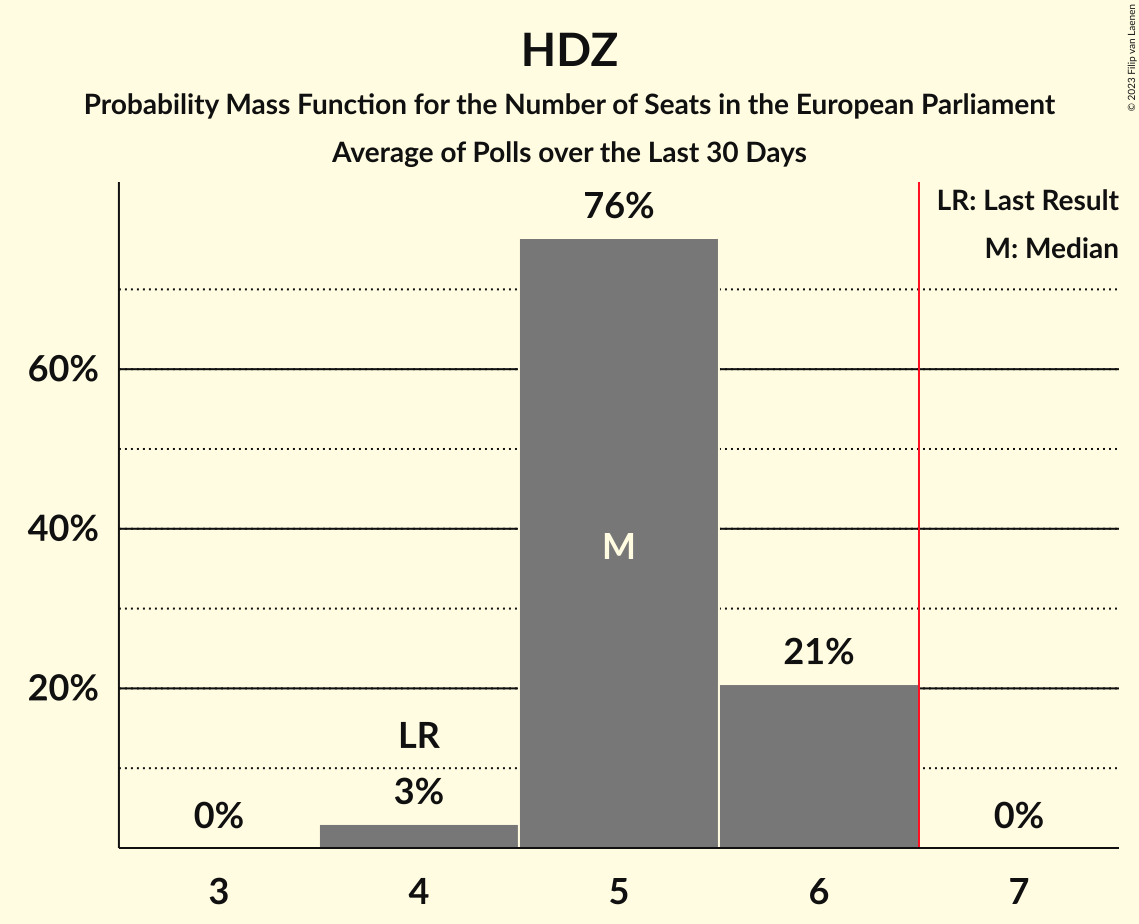 HDZ
Probability Mass Function for the Number of Seats in the European Parliament
Average of Polls over the Last 30 Days
© 2023 Filip van Laenen
LR: Last Result
M: Median
76%
60%
40%
M
21%
20%
LR
3%
0%
0%
3 4 5 6 7